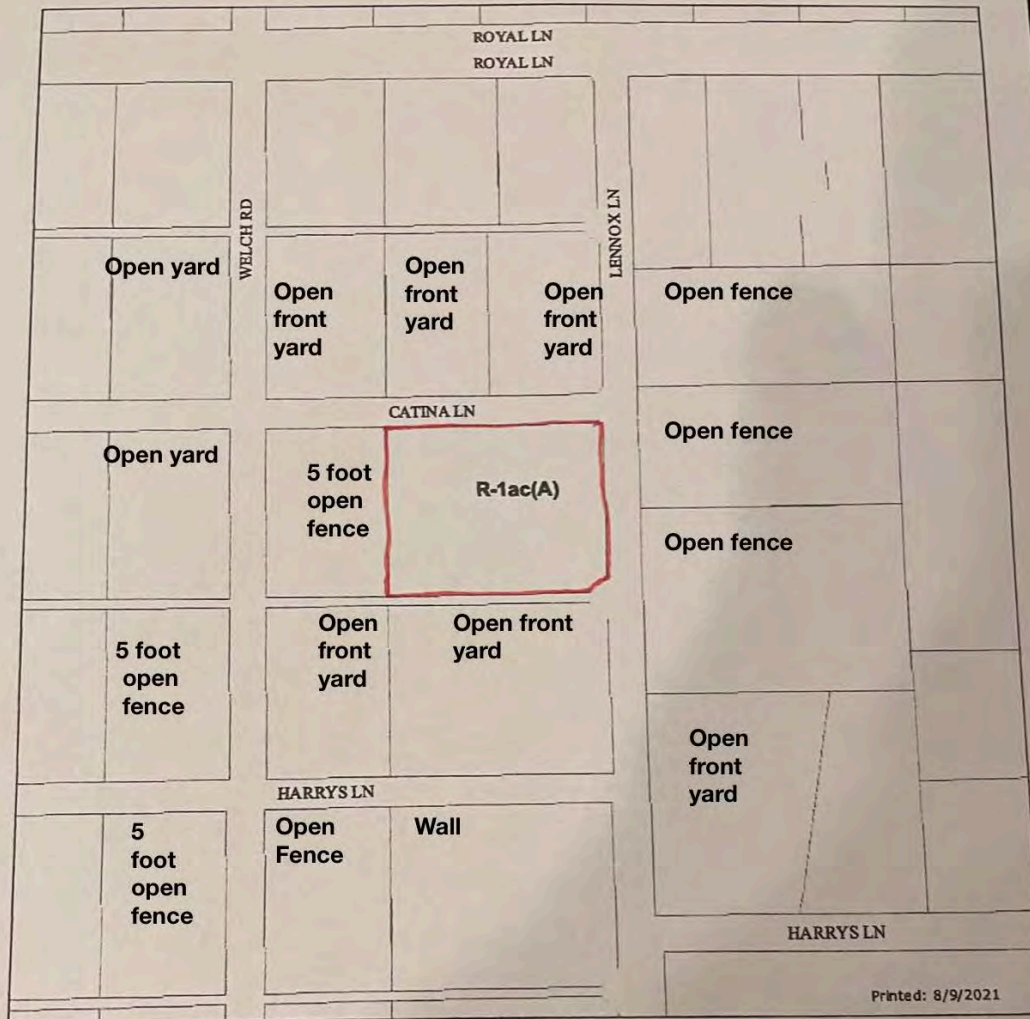 ROYAL LN
ROYAL LN
WELCH RD
LENNOX LN
Open yard
Open
front
yard
Open
front
yard
Open
front
yard
Open fence
CATINA LN
Open yard
5 foot
open
fence
R-1ac(A)
Open fence
Open fence
5 foot
open
fence
Open
front
yard
Open front
yard
Open
front
yard
HARRYS LN
5
foot
open
fence
Open
Fence
Wall
HARRYS LN
Printed: 8/9/2021